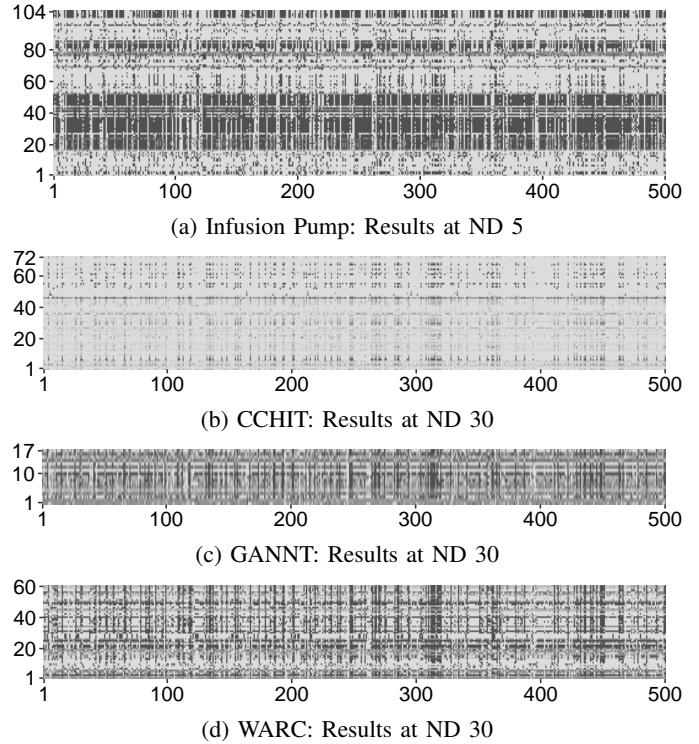 104
80
60
40
20
1
1 100 200 300 400 500
(a) Infusion Pump: Results at ND 5
72
60
40
20
1
1 100 200 300 400 500
(b) CCHIT: Results at ND 30
17
10
1
1 100 200 300 400 500
(c) GANNT: Results at ND 30
60
40
20
1
1 100 200 300 400 500
(d) WARC: Results at ND 30